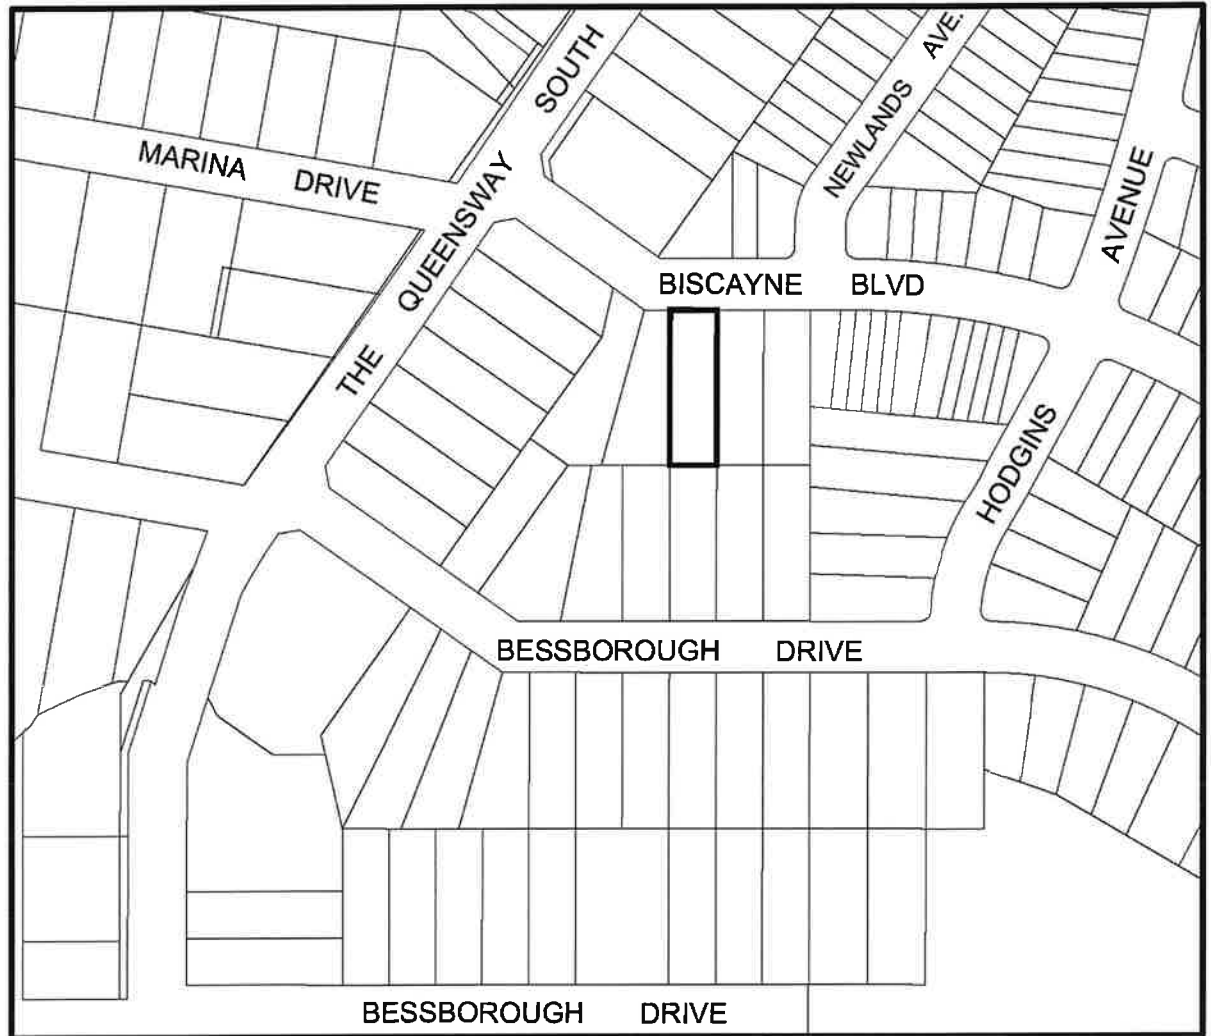 THE QUEENSWAY SOUTH
NEWLANDS AVE.
MARINA DRIVE
AVENUE
BISCAYNE BLVD
HODGINS
BESSBOROUGH DRIVE
BESSBOROUGH DRIVE